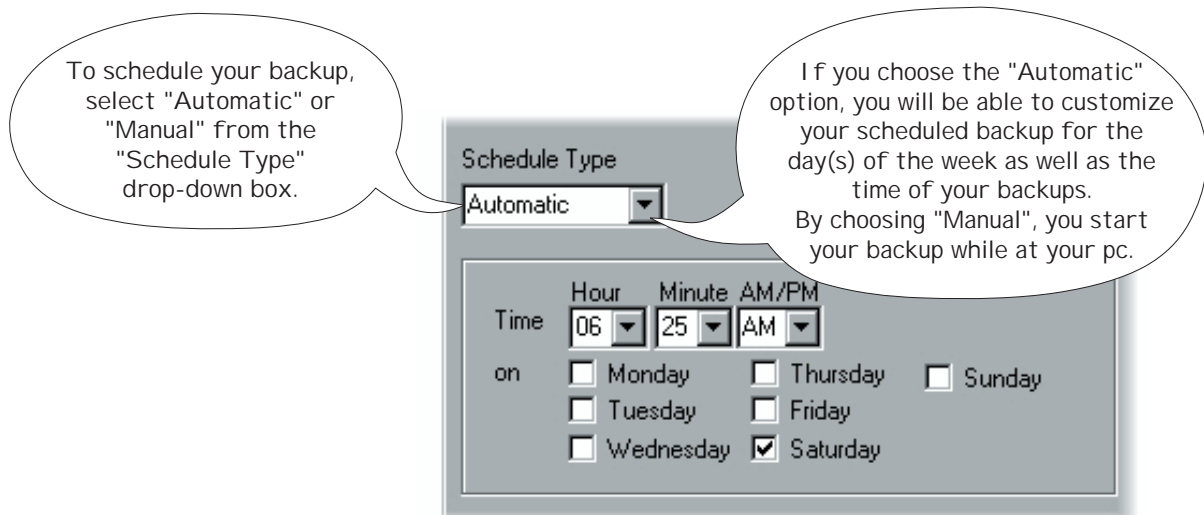 To schedule your backup,
select "Automatic" or
"Manual" from the
"Schedule Type"
drop-down box.
If you choose the "Automatic"
option, you will be able to customize
your scheduled backup for the
day(s) of the week as well as the
time of your backups.
By choosing "Manual", you start
your backup while at your pc.
Schedule Type
Automatic
Hour Minute AM/PM
Time 06 25 AM
on Monday Thursday Sunday
Tuesday Friday
Wednesday Saturday